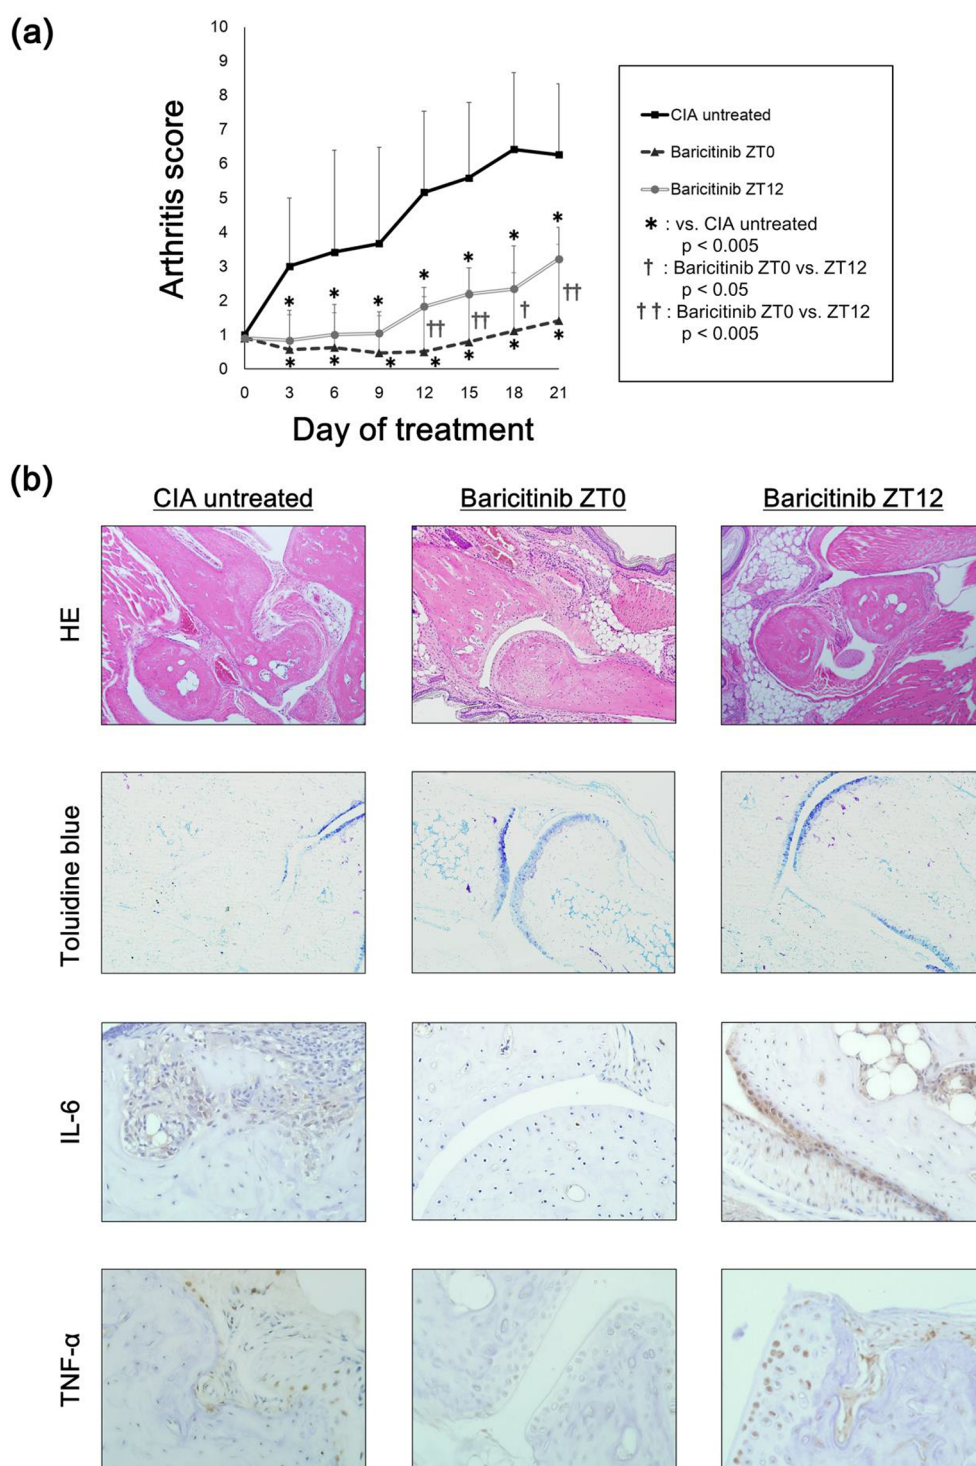 (a)
10
9
8
7
6
5
4
3
2
1
0
Arthritis score
* * * * * * *
†† †† † ††
* * * * * * *
0 3 6 9 12 15 18 21
Day of treatment
CIA untreated
Baricitinib ZT0
Baricitinib ZT12
* : vs. CIA untreated
p < 0.005
† : Baricitinib ZT0 vs. ZT12
p < 0.05
†† : Baricitinib ZT0 vs. ZT12
p < 0.005
(b)
CIA untreated Baricitinib ZT0 Baricitinib ZT12
HE
Toluidine blue
IL-6
TNF-α